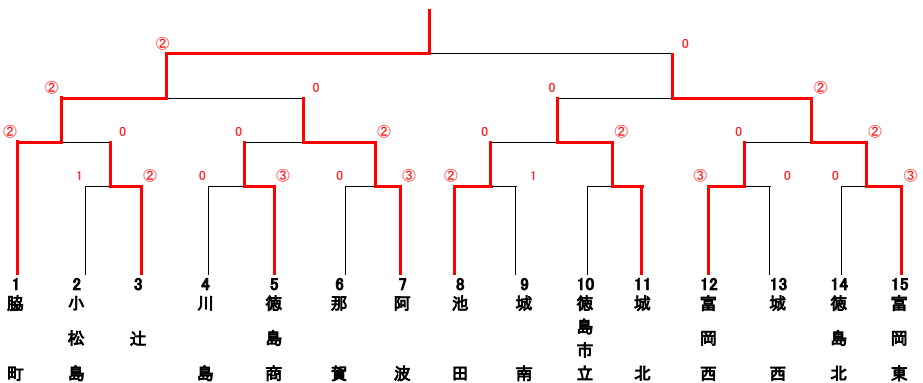 ② 0
② 0 0 ②
② 0 0 ② 0 ② 0 ②
1 ② 0 ③ 0 ③ ② 1 ③ 0 0 ③
1 2 3 4 5 6 7 8 9 10 11 12 13 14 15
脇町
小松島
辻
川島
徳島商
那賀
阿波
池田
城南
徳島市立
城北
富岡西
城西
徳島北
富岡東